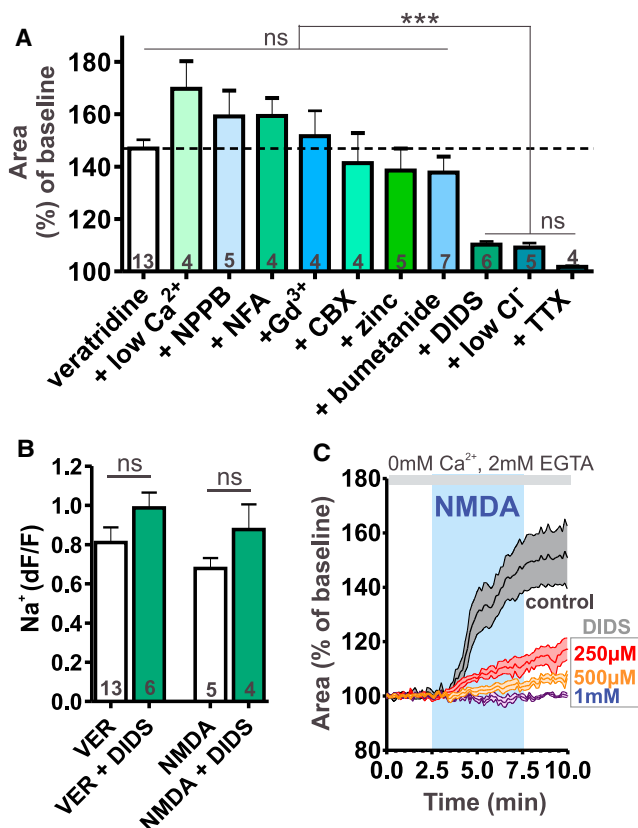 A
ns
***
Area
(%) of baseline
180
160
140
120
100
ns
13
4
5
4
4
4
5
7
6
5
4
veratridine
+ low Ca²⁺
+ NPPB
+ NFA
+Gd³⁺
+ CBX
+ zinc
+ bumetanide
+ DIDS
+ low Cl⁻
+ TTX
B
ns
ns
Na⁺ (dF/F)
1.2
1.0
0.8
0.6
0.4
0.2
0.0
13
6
5
4
VER
VER + DIDS
NMDA
NMDA + DIDS
C
0mM Ca²⁺, 2mM EGTA
NMDA
control
DIDS
250µM
500µM
1mM
Area (% of baseline)
180
160
140
120
100
80
0.0
2.5
5.0
7.5
10.0
Time (min)